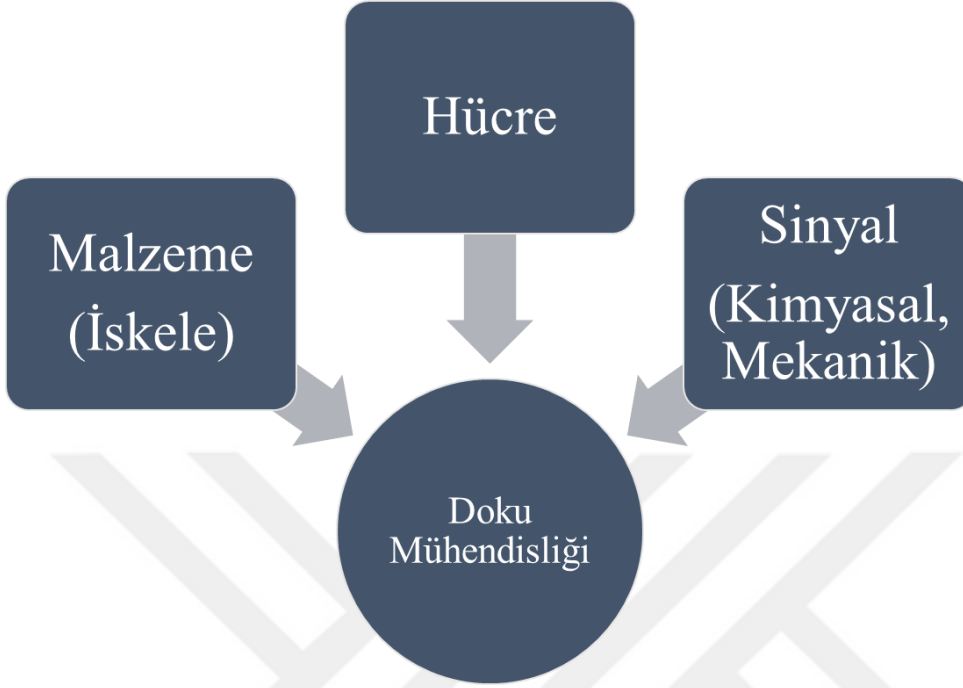 Hücre
Malzeme
(İskele)
Sinyal
(Kimyasal,
Mekanik)
Doku
Mühendisliği